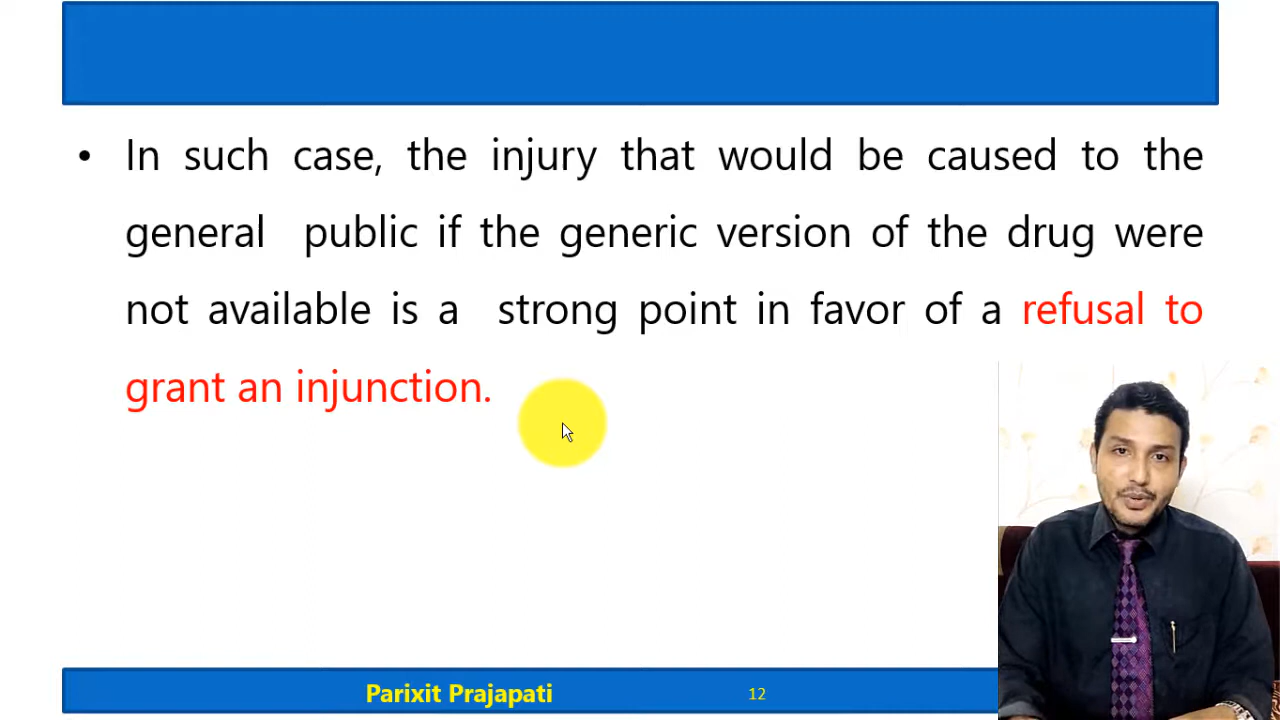 • In such case, the injury that would be caused to the
general public if the generic version of the drug were
not available is a strong point in favor of a refusal to
grant an injunction.
Parixit Prajapati 12